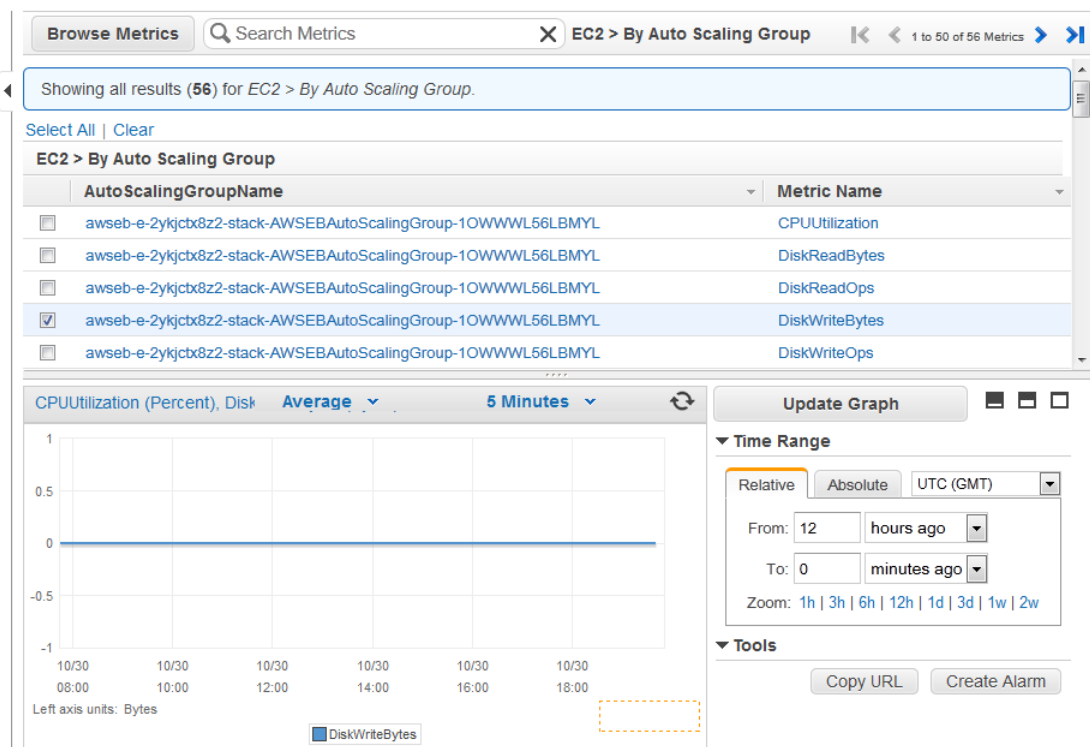 Browse Metrics Search Metrics EC2 > By Auto Scaling Group 1 to 50 of 56 Metrics
Showing all results (56) for EC2 > By Auto Scaling Group.
Select All | Clear
EC2 > By Auto Scaling Group
AutoScalingGroupName Metric Name
awseb-e-2ykjctx8z2-stack-AWSEBAutoScalingGroup-1OWWWL56LBMYL CPUUtilization
awseb-e-2ykjctx8z2-stack-AWSEBAutoScalingGroup-1OWWWL56LBMYL DiskReadBytes
awseb-e-2ykjctx8z2-stack-AWSEBAutoScalingGroup-1OWWWL56LBMYL DiskReadOps
awseb-e-2ykjctx8z2-stack-AWSEBAutoScalingGroup-1OWWWL56LBMYL DiskWriteBytes
awseb-e-2ykjctx8z2-stack-AWSEBAutoScalingGroup-1OWWWL56LBMYL DiskWriteOps
CPUUtilization (Percent), Disk Average 5 Minutes
1
0.5
0
-0.5
-1
10/30 10/30 10/30 10/30 10/30 10/30
08:00 10:00 12:00 14:00 16:00 18:00
Left axis units: Bytes
DiskWriteBytes
Update Graph
Time Range
Relative Absolute UTC (GMT)
From: 12 hours ago
To: 0 minutes ago
Zoom: 1h | 3h | 6h | 12h | 1d | 3d | 1w | 2w
Tools
Copy URL Create Alarm